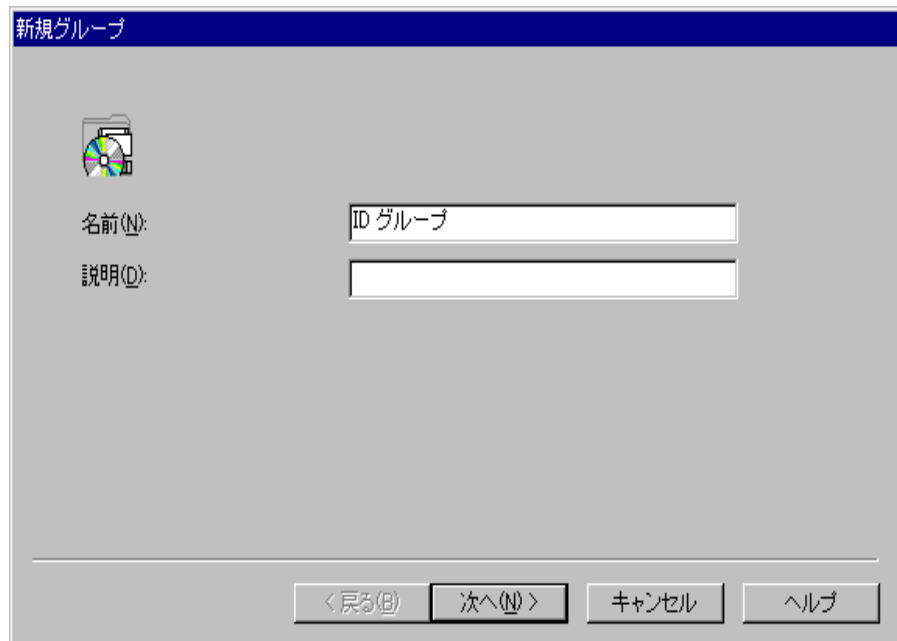 新規グループ
名前(N):
ID グループ
説明(D):
< 戻る(B)
次へ(N) >
キャンセル
ヘルプ